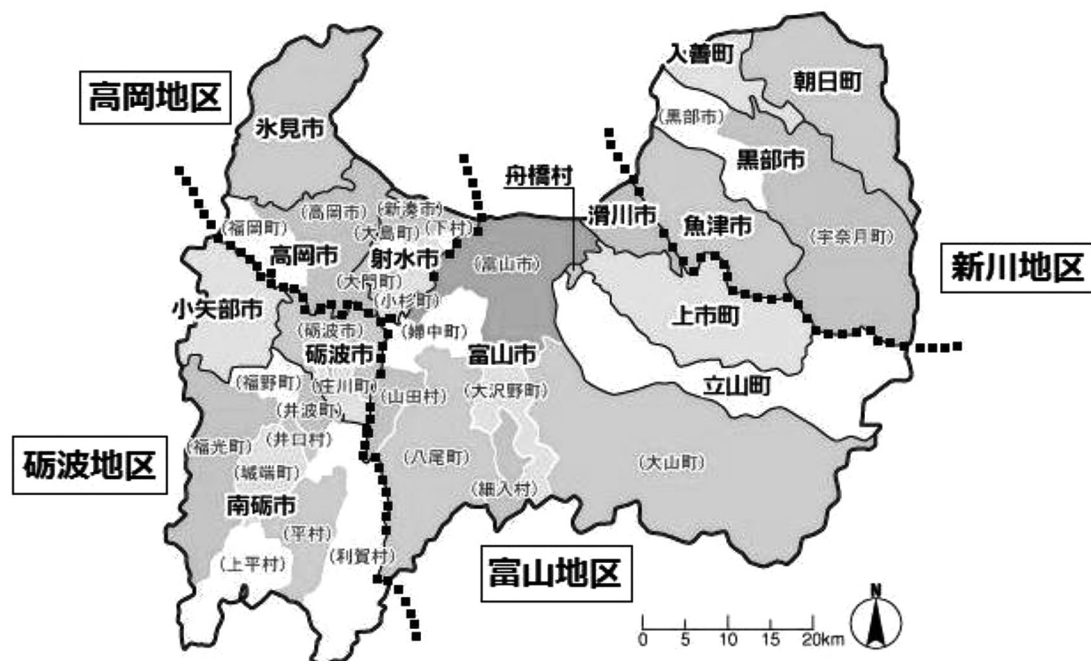 高岡地区
氷見市
(福岡町)
(高岡市)
高岡市
(新湊市)
(大島町)
(下村)
射水市
(大門町)
(小杉町)
小矢部市
(砺波市)
砺波市
(庄川町)
(福野町)
(井波町)
(井口村)
(福光町)
(城端町)
砺波地区
南砺市
(平村)
(上平村)
(利賀村)
入善町
朝日町
(黒部市)
黒部市
(宇奈月町)
魚津市
新川地区
舟橋村
滑川市
上市町
立山町
(富山市)
(婦中町)
富山市
(山田村)
(大沢野町)
(八尾町)
(細入村)
(大山町)
富山地区
N
0 5 10 15 20km